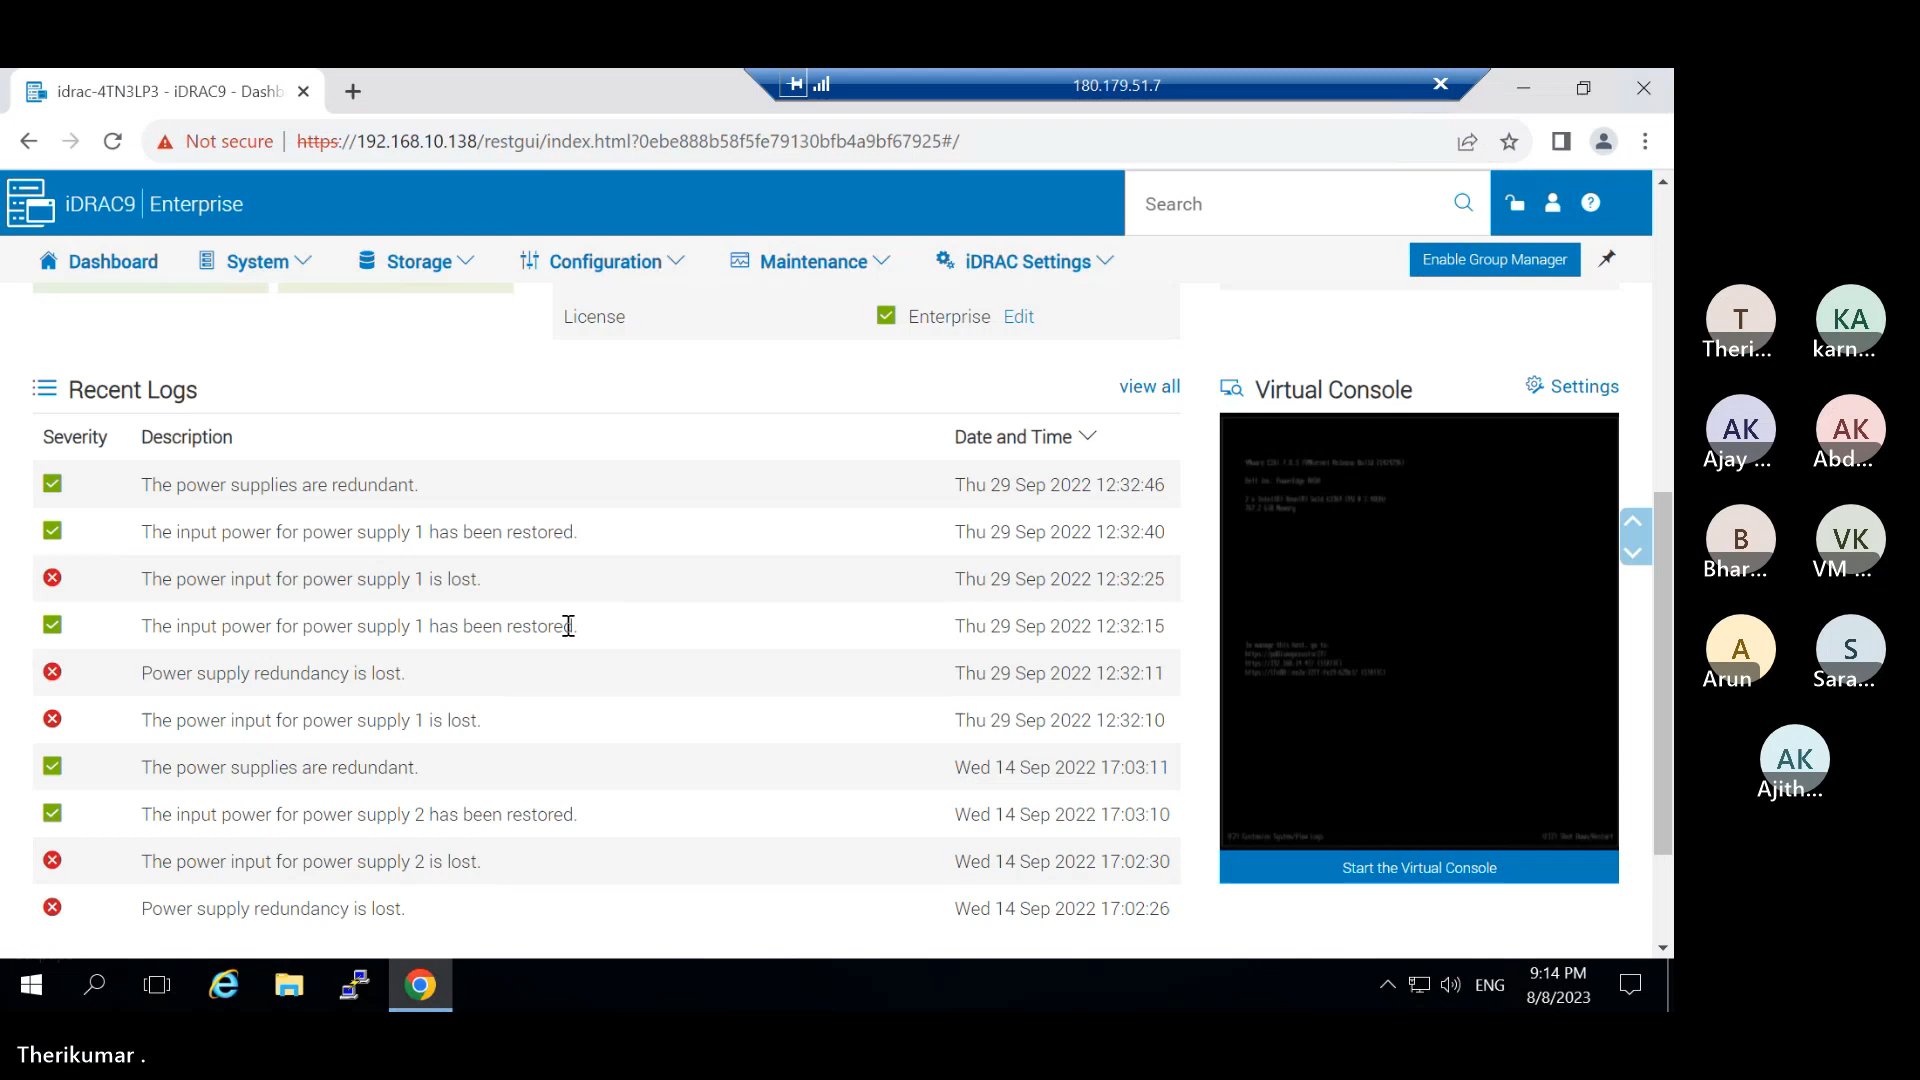 idrac-4TN3LP3 - iDRAC9 - Dashb
180.179.51.7
Not secure | https://192.168.10.138/restgui/index.html?0ebe888b58f5fe79130bfb4a9bf67925#/
iDRAC9 | Enterprise
Search
Dashboard System Storage Configuration Maintenance iDRAC Settings Enable Group Manager
License Enterprise Edit
Recent Logs view all
Virtual Console Settings
Severity Description Date and Time
The power supplies are redundant. Thu 29 Sep 2022 12:32:46
The input power for power supply 1 has been restored. Thu 29 Sep 2022 12:32:40
The power input for power supply 1 is lost. Thu 29 Sep 2022 12:32:25
The input power for power supply 1 has been restored. Thu 29 Sep 2022 12:32:15
Power supply redundancy is lost. Thu 29 Sep 2022 12:32:11
The power input for power supply 1 is lost. Thu 29 Sep 2022 12:32:10
The power supplies are redundant. Wed 14 Sep 2022 17:03:11
The input power for power supply 2 has been restored. Wed 14 Sep 2022 17:03:10
The power input for power supply 2 is lost. Wed 14 Sep 2022 17:02:30
Power supply redundancy is lost. Wed 14 Sep 2022 17:02:26
Start the Virtual Console
ENG
9:14 PM
8/8/2023
T KA
Theri... karn...
AK AK
Ajay ... Abd...
B VK
Bhar... VM ...
A S
Arun Sara...
AK
Ajith...
Therikumar .